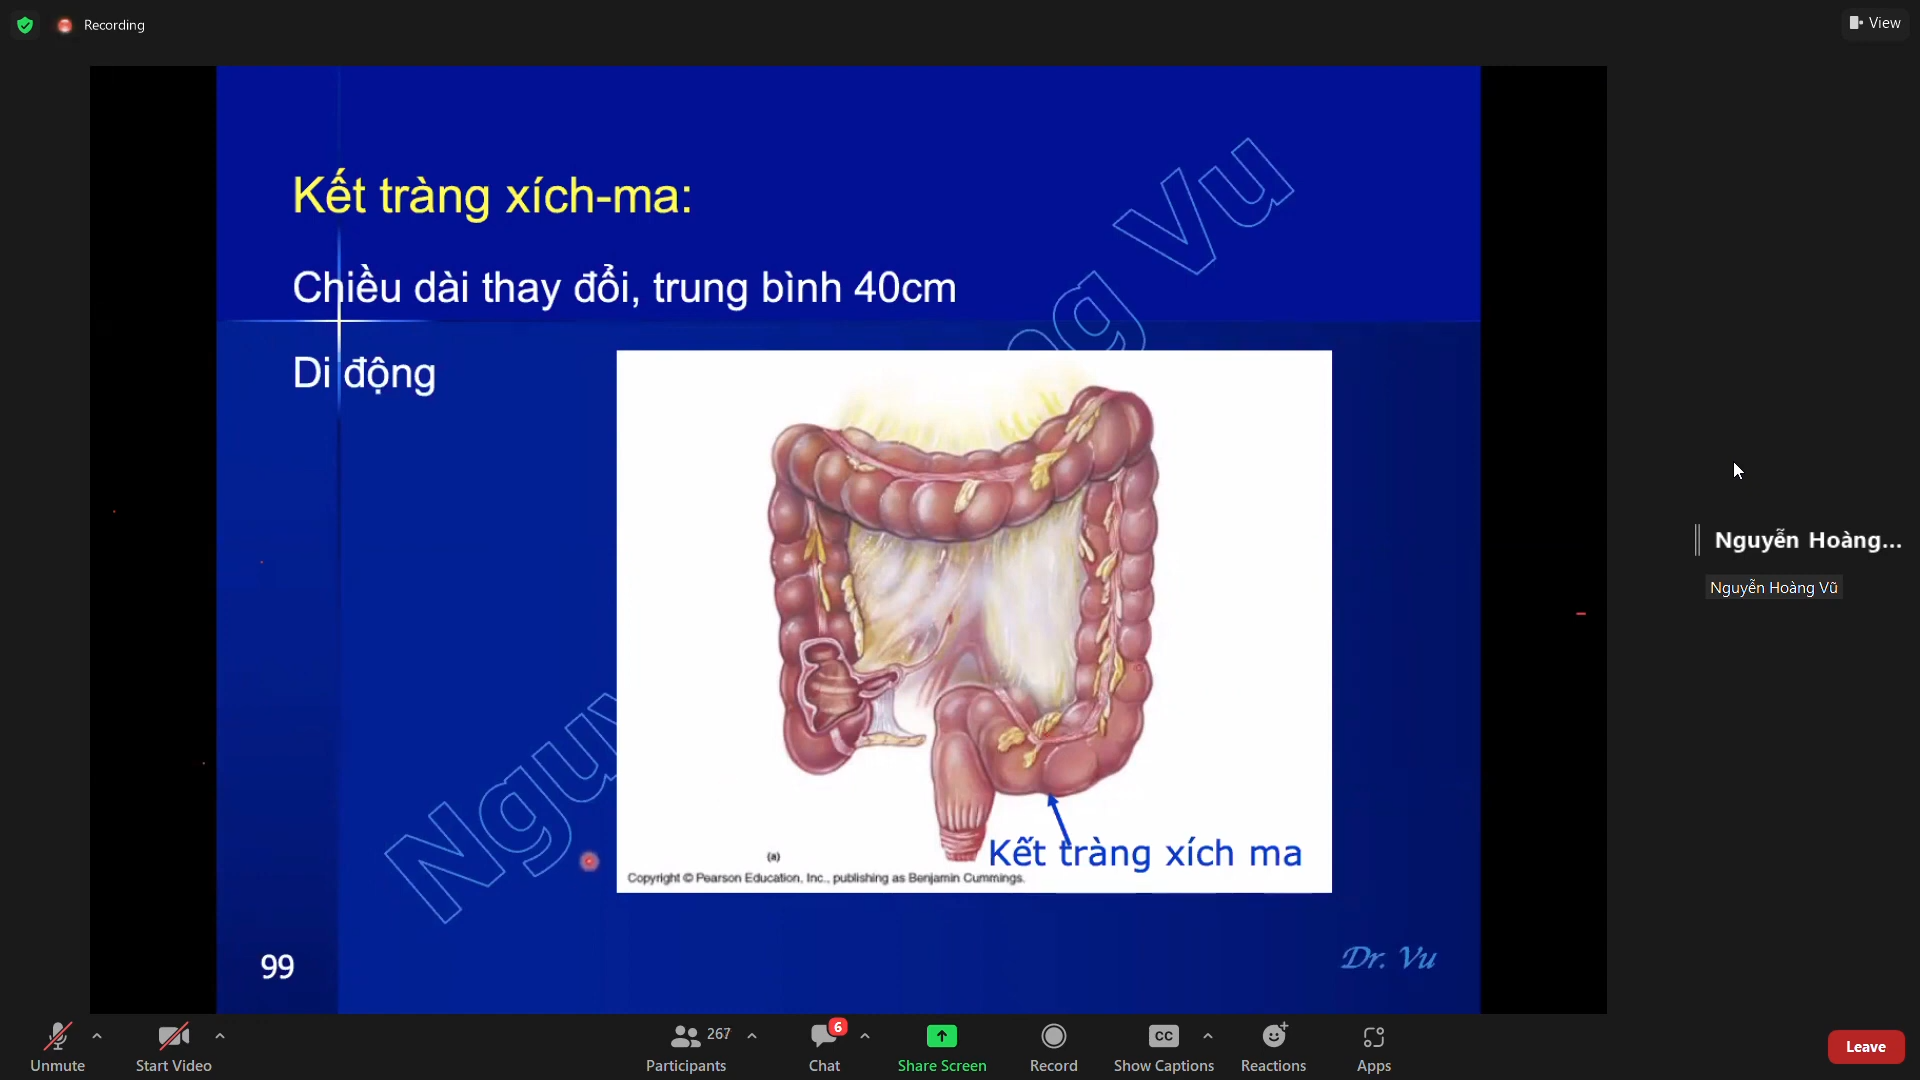 Recording
View
Kết tràng xích-ma:
Chiều dài thay đổi, trung bình 40cm
Di động
Nguy
ng Vu
Kết tràng xích ma
(a)
Copyright © Pearson Education, Inc., publishing as Benjamin Cummings.
99
Dr. Vu
Nguyễn Hoàng...
Nguyễn Hoàng Vũ
Unmute
Start Video
267
Participants
6
Chat
Share Screen
Record
CC
Show Captions
Reactions
Apps
Leave